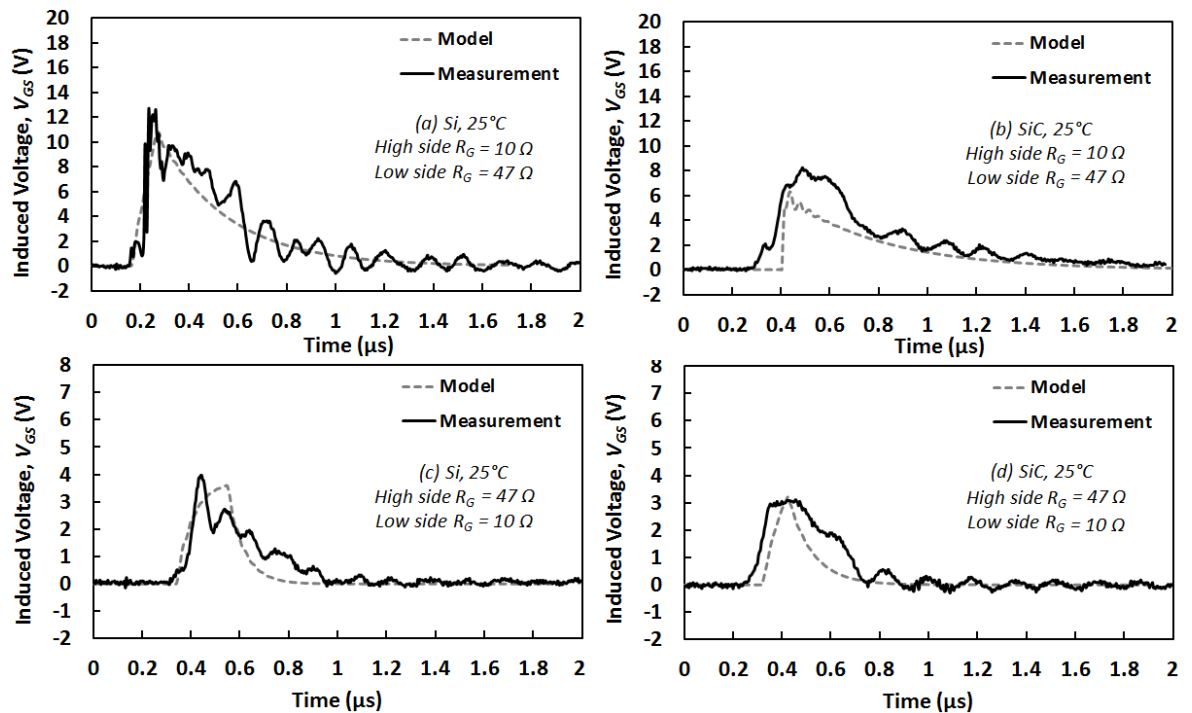 Induced Voltage, VGS (V)
20
18
16
14
12
10
8
6
4
2
0
-2
Model
Measurement
(a) Si, 25°C
High side RG = 10 Ω
Low side RG = 47 Ω
0 0.2 0.4 0.6 0.8 1 1.2 1.4 1.6 1.8 2
Time (µs)
Induced Voltage, VGS (V)
20
18
16
14
12
10
8
6
4
2
0
-2
Model
Measurement
(b) SiC, 25°C
High side RG = 10 Ω
Low side RG = 47 Ω
0 0.2 0.4 0.6 0.8 1 1.2 1.4 1.6 1.8 2
Time (µs)
Induced Voltage, VGS (V)
8
7
6
5
4
3
2
1
0
-1
-2
Model
Measurement
(c) Si, 25°C
High side RG = 47 Ω
Low side RG = 10 Ω
0 0.2 0.4 0.6 0.8 1 1.2 1.4 1.6 1.8 2
Time (µs)
Induced Voltage, VGS (V)
8
7
6
5
4
3
2
1
0
-1
-2
Model
Measurement
(d) SiC, 25°C
High side RG = 47 Ω
Low side RG = 10 Ω
0 0.2 0.4 0.6 0.8 1 1.2 1.4 1.6 1.8 2
Time (µs)